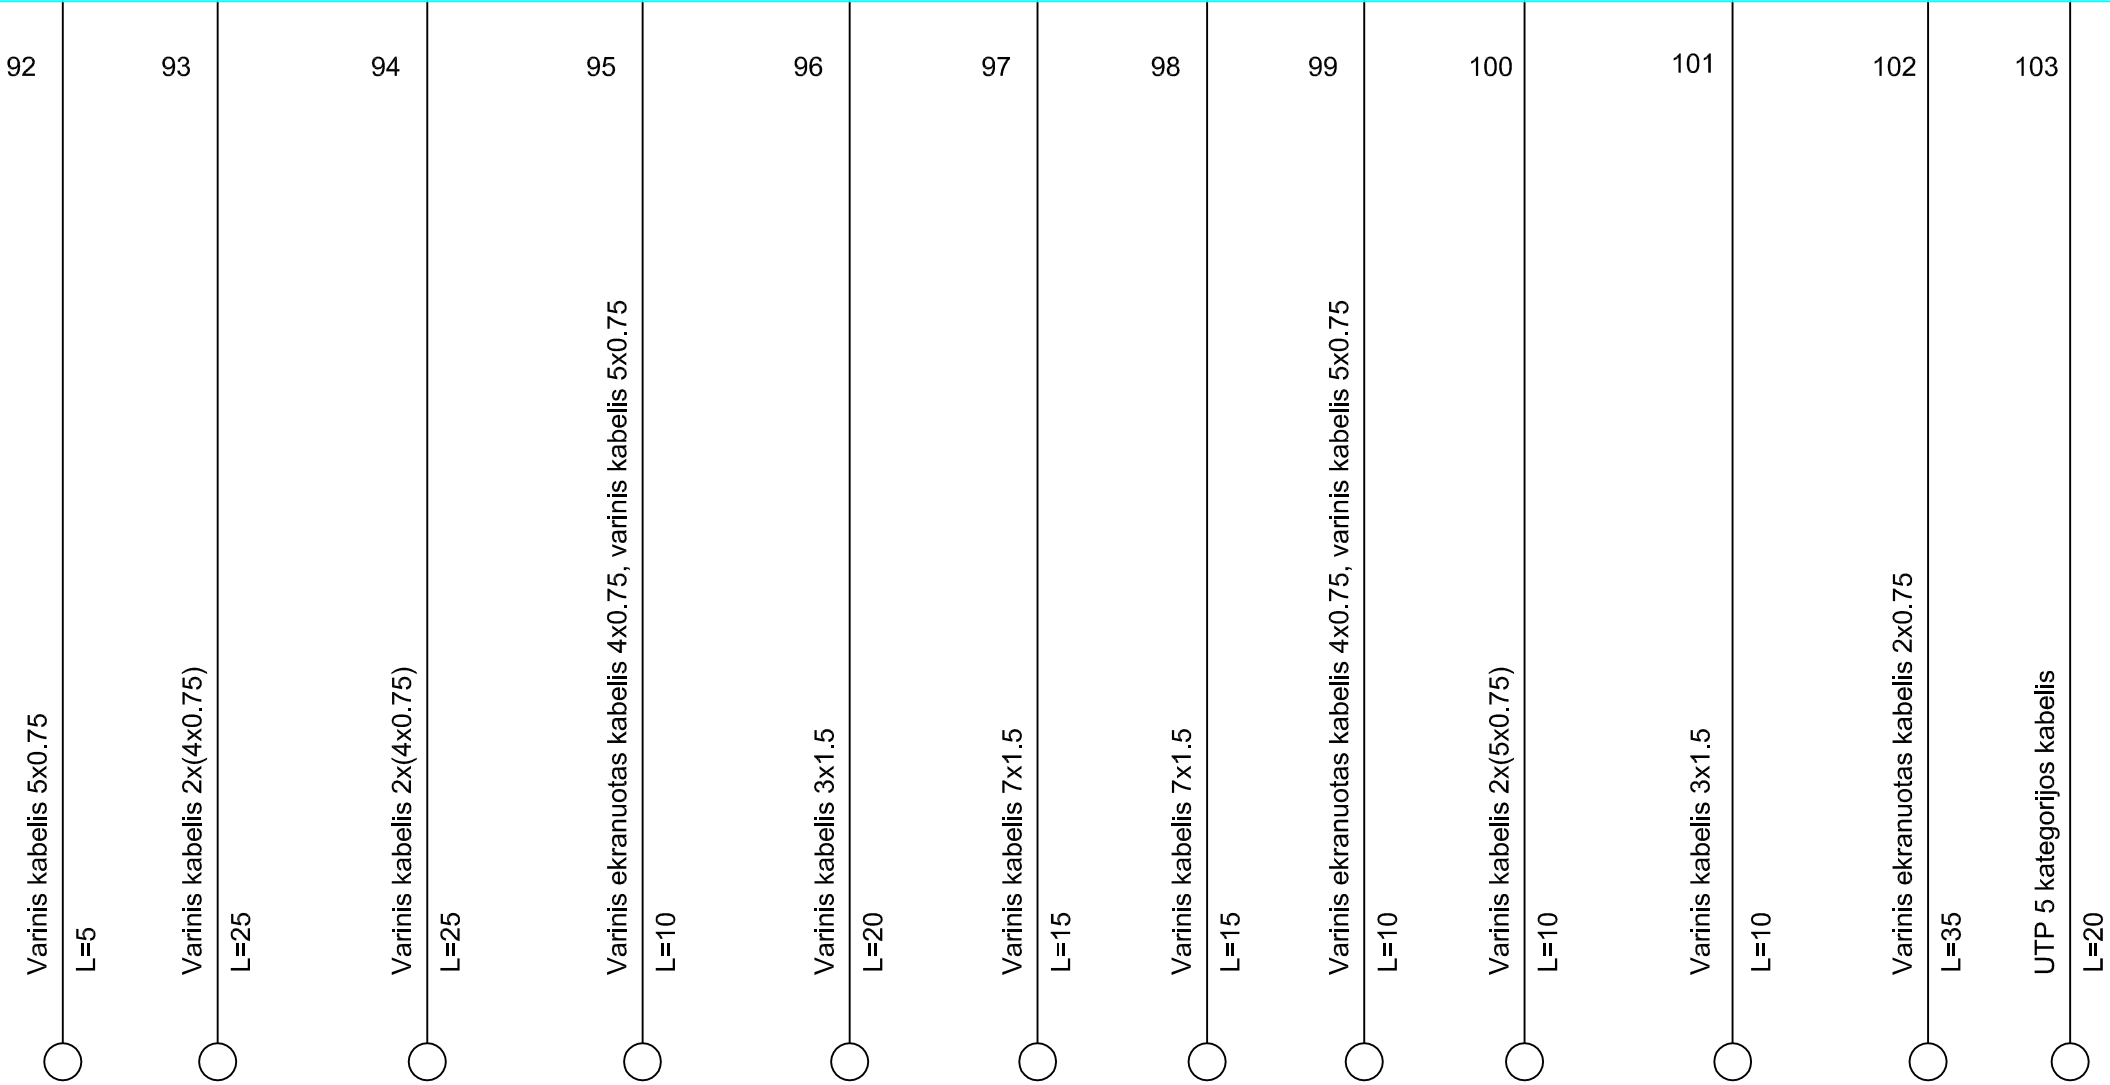 92
Varinis kabelis 5x0.75
L=5
93
Varinis kabelis 2x(4x0.75)
L=25
94
Varinis kabelis 2x(4x0.75)
L=25
95
Varinis ekranuotas kabelis 4x0.75, varinis kabelis 5x0.75
L=10
96
Varinis kabelis 3x1.5
L=20
97
Varinis kabelis 7x1.5
L=15
98
Varinis kabelis 7x1.5
L=15
99
Varinis ekranuotas kabelis 4x0.75, varinis kabelis 5x0.75
L=10
100
Varinis kabelis 2x(5x0.75)
L=10
101
Varinis kabelis 3x1.5
L=10
102
Varinis ekranuotas kabelis 2x0.75
L=35
103
UTP 5 kategorijos kabelis
L=20